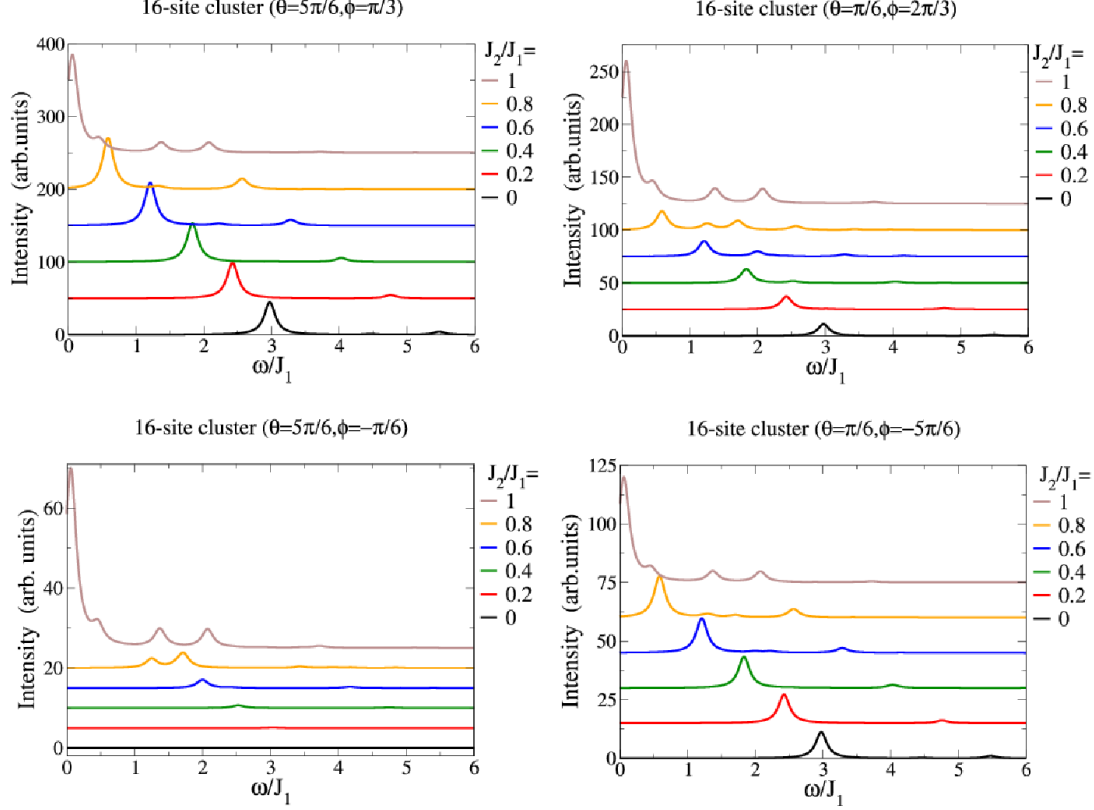 16-site cluster (θ=5π/6,ϕ=π/3)
J₂/J₁=
1
0.8
0.6
0.4
0.2
0
Intensity (arb.units)
400
300
200
100
0
0 1 2 3 4 5 6
ω/J₁
16-site cluster (θ=π/6,ϕ=2π/3)
J₂/J₁=
1
0.8
0.6
0.4
0.2
0
Intensity (arb.units)
250
200
150
100
50
0
0 1 2 3 4 5 6
ω/J₁
16-site cluster (θ=5π/6,ϕ=−π/6)
J₂/J₁=
1
0.8
0.6
0.4
0.2
0
Intensity (arb. units)
60
40
20
0
0 1 2 3 4 5 6
ω/J₁
16-site cluster (θ=π/6,ϕ=−5π/6)
J₂/J₁=
1
0.8
0.6
0.4
0.2
0
Intensity (arb.units)
125
100
75
50
25
0
0 1 2 3 4 5 6
ω/J₁